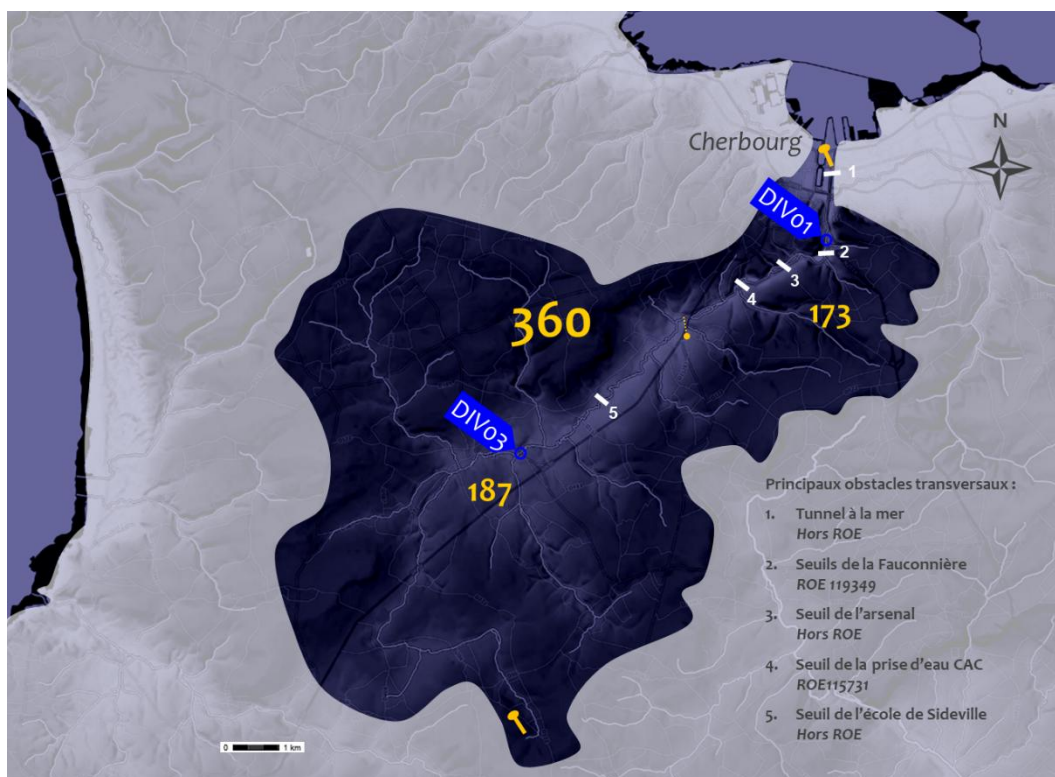 Cherbourg
N
1
DIV01
2
3
4
173
360
5
DIV03
187
Principaux obstacles transversaux :
1. Tunnel à la mer
Hors ROE
2. Seuils de la Fauconnière
ROE 119349
3. Seuil de l'arsenal
Hors ROE
4. Seuil de la prise d'eau CAC
ROE115731
5. Seuil de l'école de Sideville
Hors ROE
0 1 km